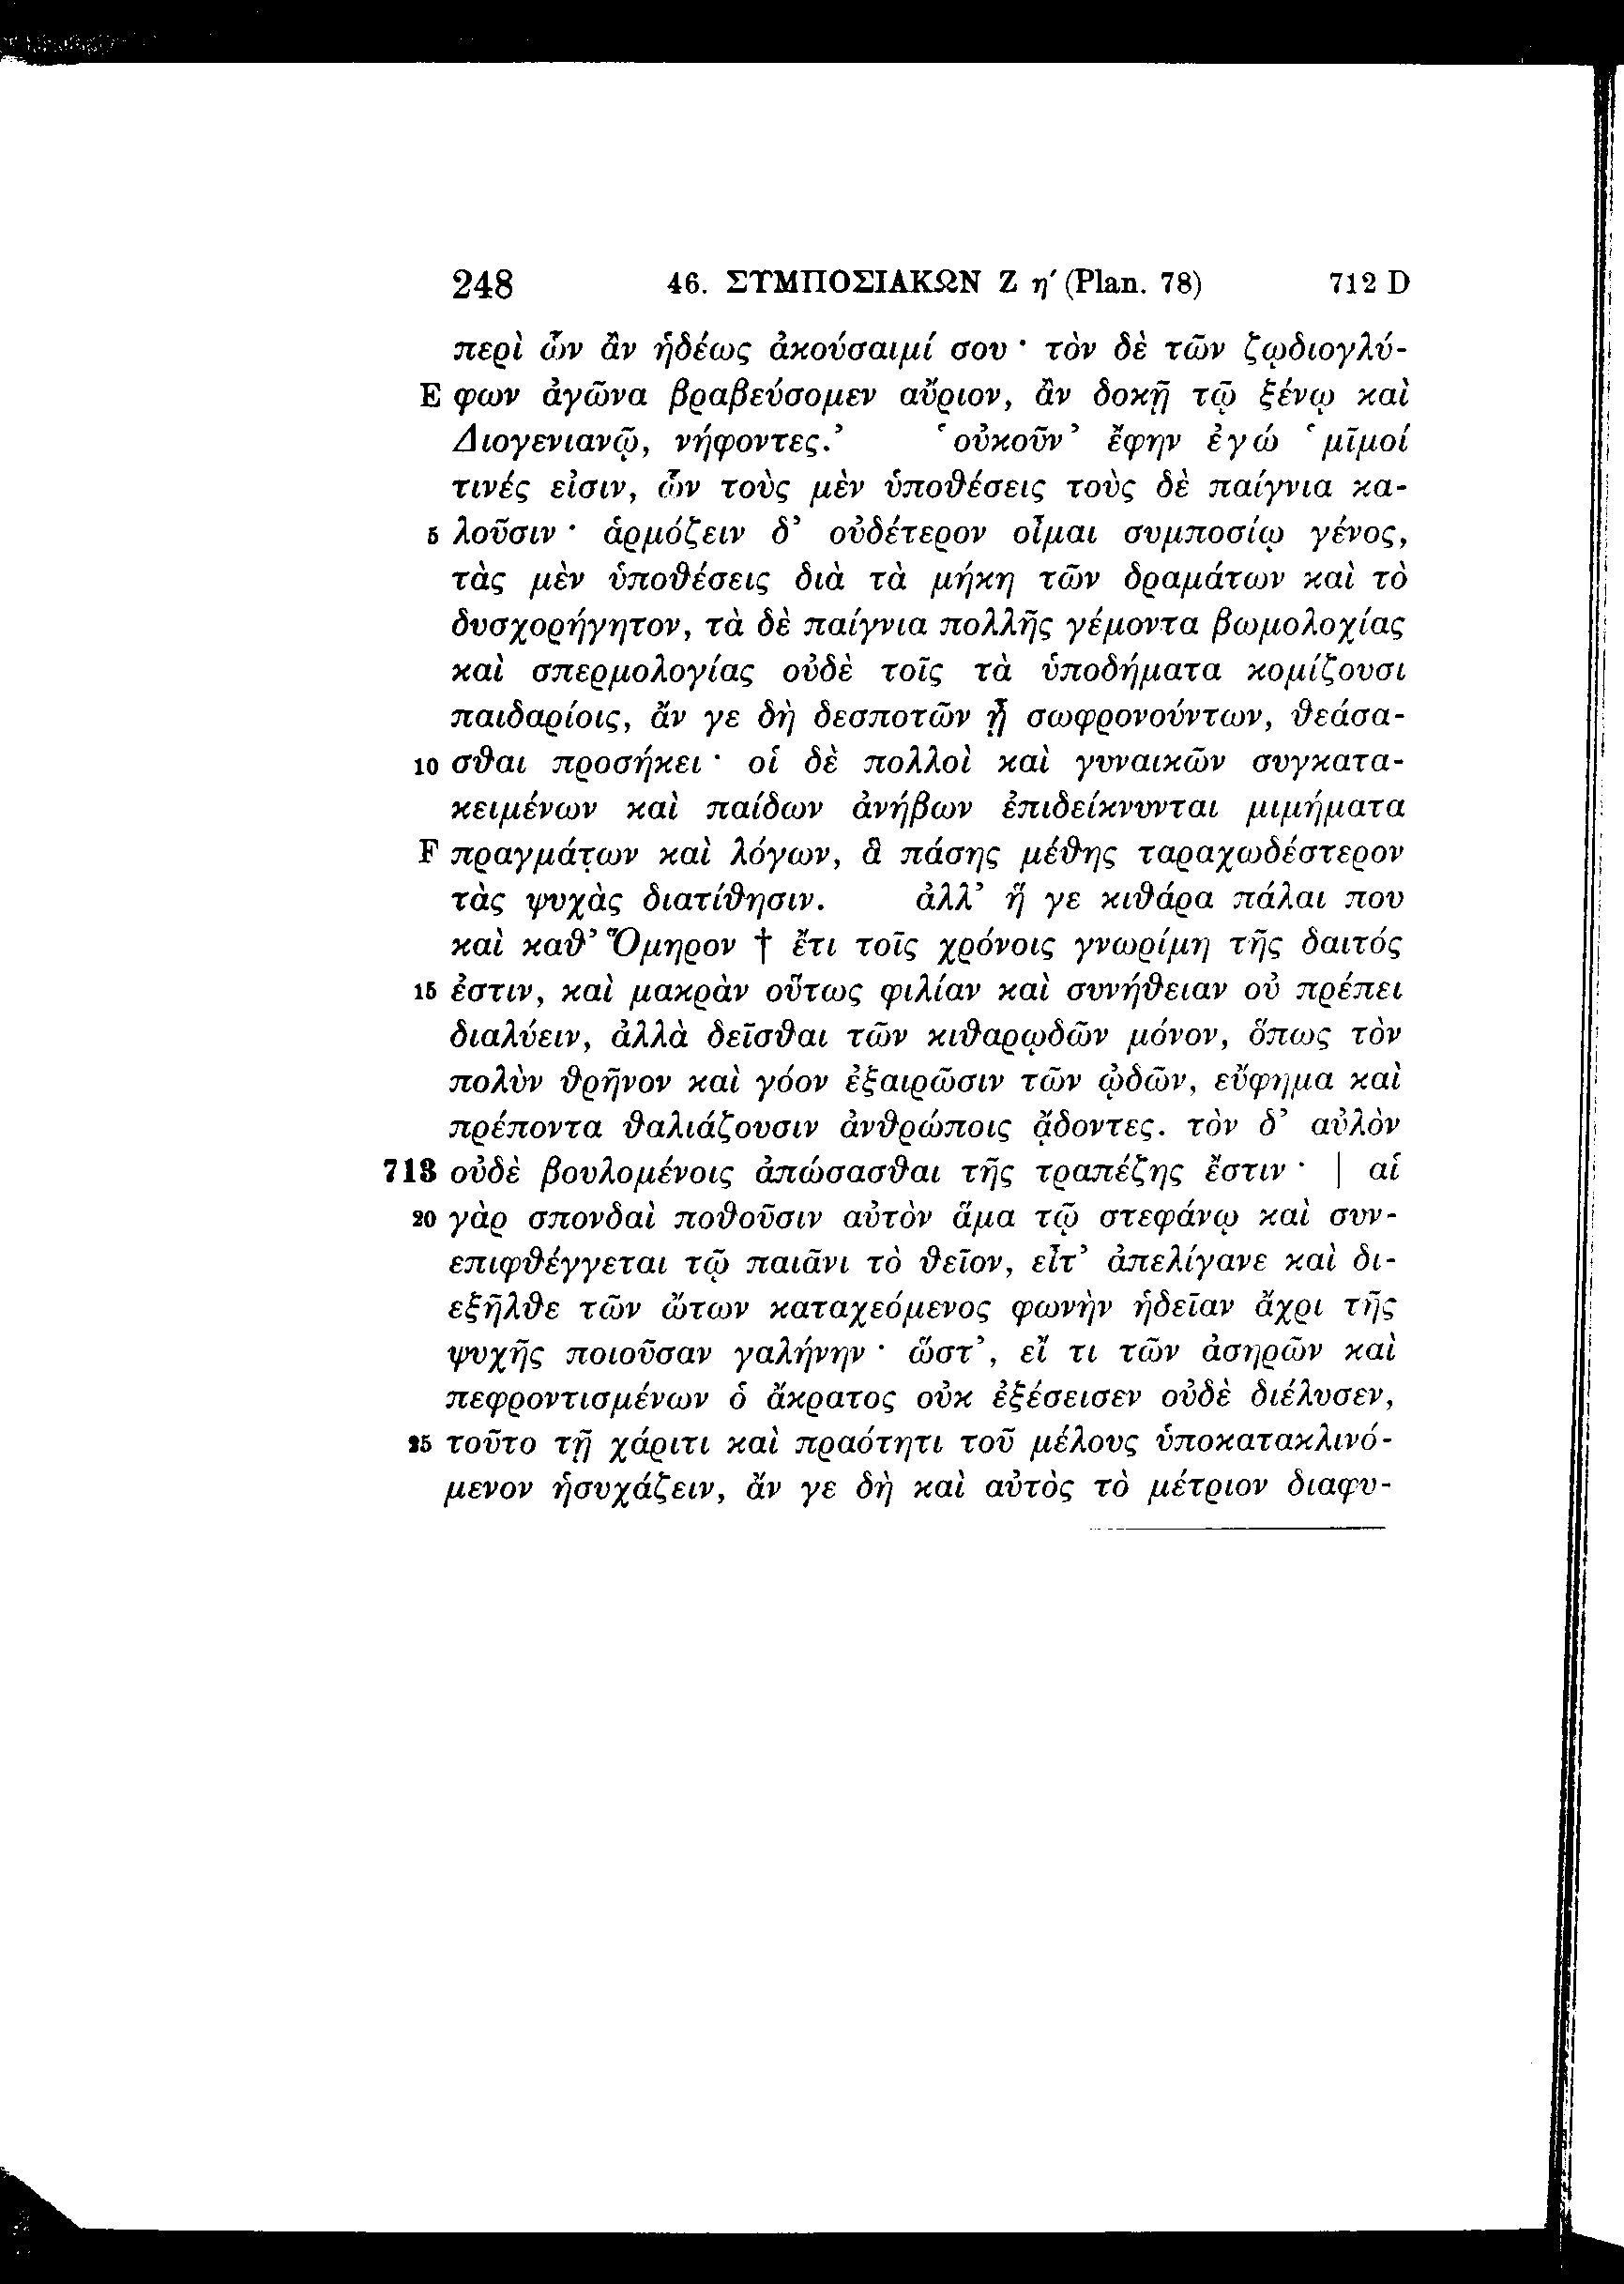 248 46. ΣΥΜΠΟΣΙΑΚΩΝ Ζ η′ (Plan. 78) 712 D
περὶ ὧν ἂν ἡδέως ἀκούσαιμί σου · τὸν δὲ τῶν ζῳδιογλύ-
E φων ἀγῶνα βραβεύσομεν αὔριον, ἂν δοκῇ τῷ ξένῳ καὶ
Διογενιανῷ, νήφοντες.’ ‘οὐκοῦν’ ἔφην ἐγώ ‘μῖμοί
τινές εἰσιν, ὧν τοὺς μὲν ὑποθέσεις τοὺς δὲ παίγνια κα-
5 λοῦσιν · ἁρμόζειν δ’ οὐδέτερον οἶμαι συμποσίῳ γένος,
τὰς μὲν ὑποθέσεις διὰ τὰ μήκη τῶν δραμάτων καὶ τὸ
δυσχορήγητον, τὰ δὲ παίγνια πολλῆς γέμοντα βωμολοχίας
καὶ σπερμολογίας οὐδὲ τοῖς τὰ ὑποδήματα κομίζουσι
παιδαρίοις, ἄν γε δὴ δεσποτῶν ᾖ σωφρονούντων, θεάσα-
10 σθαι προσήκει · οἱ δὲ πολλοὶ καὶ γυναικῶν συγκατα-
κειμένων καὶ παίδων ἀνήβων ἐπιδείκνυνται μιμήματα
F πραγμάτων καὶ λόγων, ἃ πάσης μέθης ταραχωδέστερον
τὰς ψυχὰς διατίθησιν. ἀλλ’ ἥ γε κιθάρα πάλαι που
καὶ καθ’ Ὅμηρον † ἔτι τοῖς χρόνοις γνωρίμη τῆς δαιτός
15 ἐστιν, καὶ μακρὰν οὕτως φιλίαν καὶ συνήθειαν οὐ πρέπει
διαλύειν, ἀλλὰ δεῖσθαι τῶν κιθαρῳδῶν μόνον, ὅπως τὸν
πολὺν θρῆνον καὶ γόον ἐξαιρῶσιν τῶν ᾠδῶν, εὔφημα καὶ
πρέποντα θαλιάζουσιν ἀνθρώποις ᾄδοντες. τὸν δ’ αὐλὸν
713 οὐδὲ βουλομένοις ἀπώσασθαι τῆς τραπέζης ἔστιν · | αἱ
20 γὰρ σπονδαὶ ποθοῦσιν αὐτὸν ἅμα τῷ στεφάνῳ καὶ συν-
επιφθέγγεται τῷ παιᾶνι τὸ θεῖον, εἶτ’ ἀπελίγανε καὶ δι-
εξῆλθε τῶν ὤτων καταχεόμενος φωνὴν ἡδεῖαν ἄχρι τῆς
ψυχῆς ποιοῦσαν γαλήνην · ὥστ’, εἴ τι τῶν ἀσηρῶν καὶ
πεφροντισμένων ὁ ἄκρατος οὐκ ἐξέσεισεν οὐδὲ διέλυσεν,
25 τοῦτο τῇ χάριτι καὶ πραότητι τοῦ μέλους ὑποκατακλινό-
μενον ἡσυχάζειν, ἄν γε δὴ καὶ αὐτὸς τὸ μέτριον διαφυ-